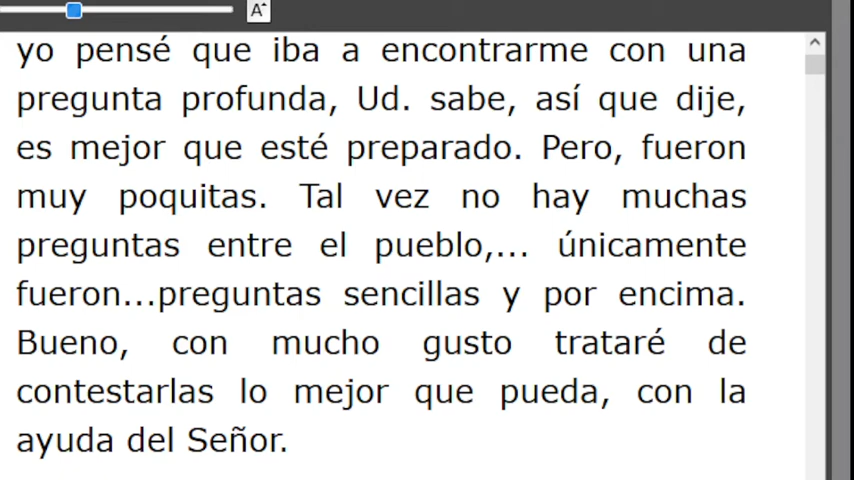 A
yo pensé que iba a encontrarme con una
pregunta profunda, Ud. sabe, así que dije,
es mejor que esté preparado. Pero, fueron
muy poquitas. Tal vez no hay muchas
preguntas entre el pueblo,... únicamente
fueron...preguntas sencillas y por encima.
Bueno, con mucho gusto trataré de
contestarlas lo mejor que pueda, con la
ayuda del Señor.